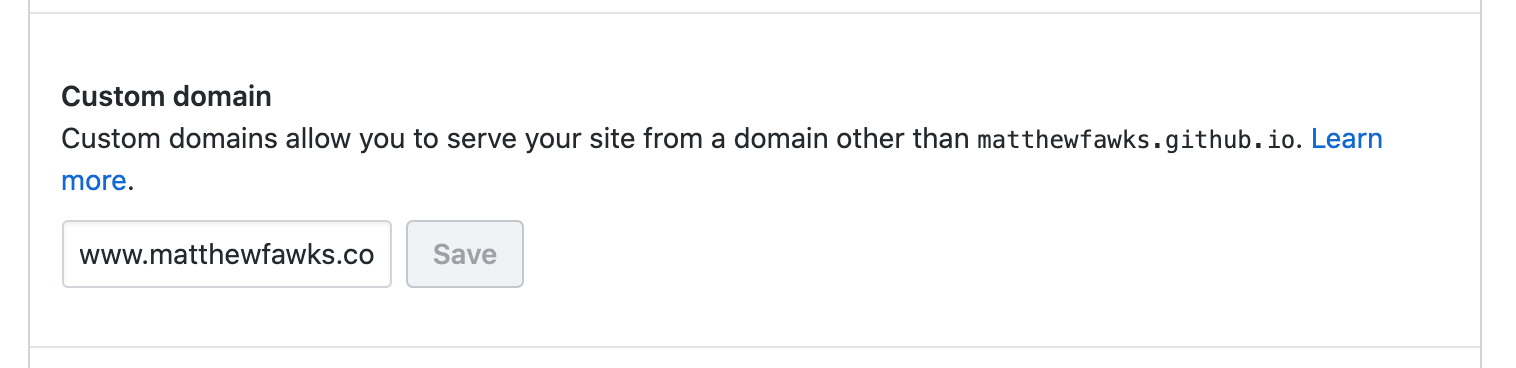 Custom domain
Custom domains allow you to serve your site from a domain other than matthewfawks.github.io. Learn
more.
www.matthewfawks.co
Save